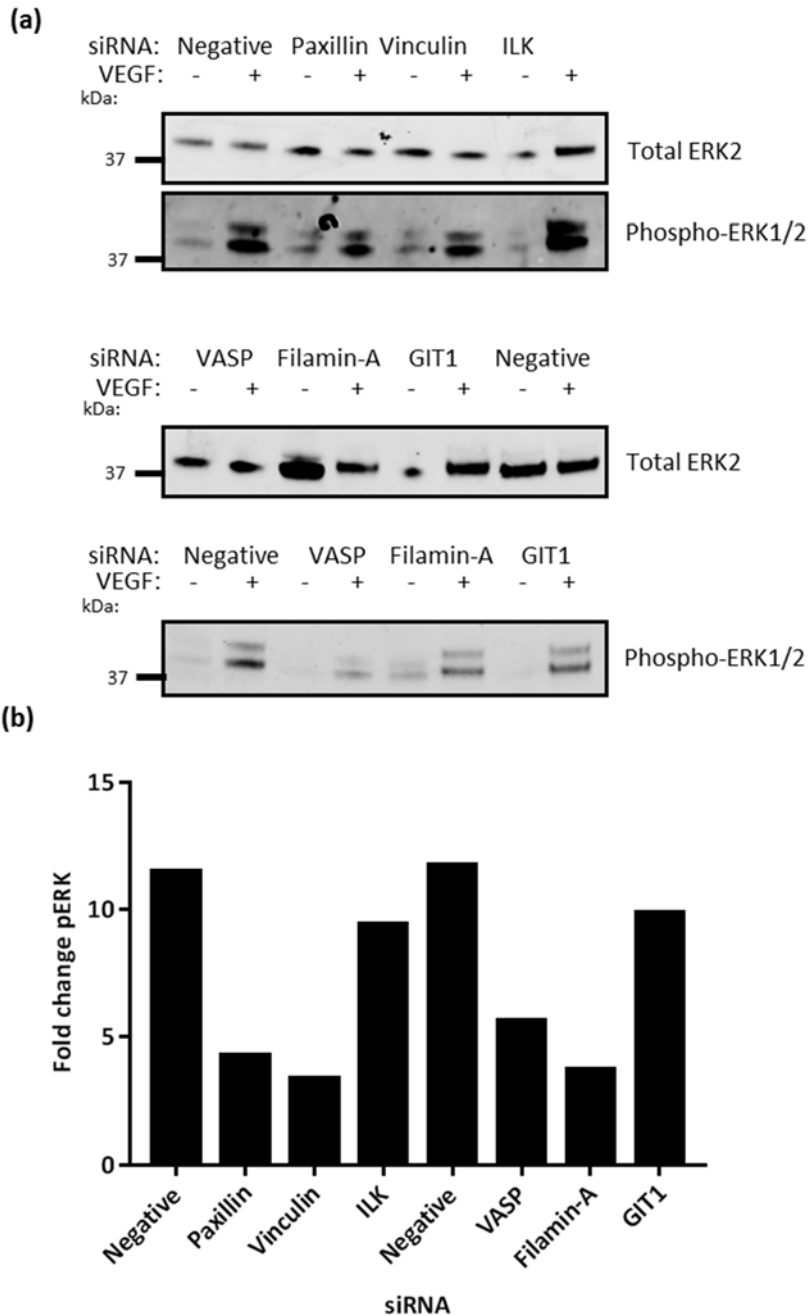 (a)
siRNA: Negative Paxillin Vinculin ILK
VEGF: - + - + - + - +
kDa:
37 Total ERK2
37 Phospho-ERK1/2
siRNA: VASP Filamin-A GIT1 Negative
VEGF: - + - + - + - +
kDa:
37 Total ERK2
siRNA: Negative VASP Filamin-A GIT1
VEGF: - + - + - + - +
kDa:
37 Phospho-ERK1/2
(b)
15
10
5
0
Fold change pERK
Negative Paxillin Vinculin ILK Negative VASP Filamin-A GIT1
siRNA